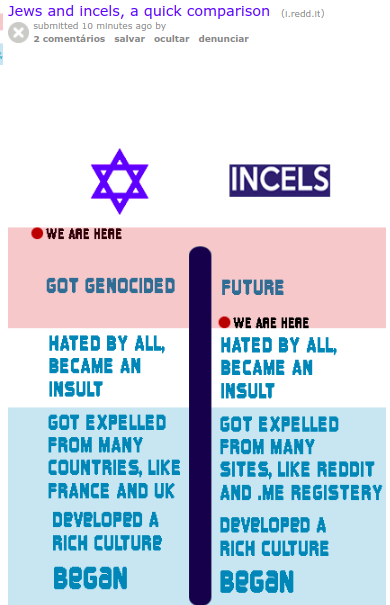 Jews and incels, a quick comparison (i.redd.it)
submitted 10 minutes ago by
2 comentários salvar ocultar denunciar
INCELS
WE ARE HERE
GOT GENOCIDED
HATED BY ALL,
BECAME AN
INSULT
GOT EXPELLED
FROM MANY
COUNTRIES, LIKE
FRANCE AND UK
DEVELOPED A
RICH CULTURE
BEGAN
FUTURE
WE ARE HERE
HATED BY ALL,
BECAME AN
INSULT
GOT EXPELLED
FROM MANY
SITES, LIKE REDDIT
AND .ME REGISTERY
DEVELOPED A
RICH CULTURE
BEGAN